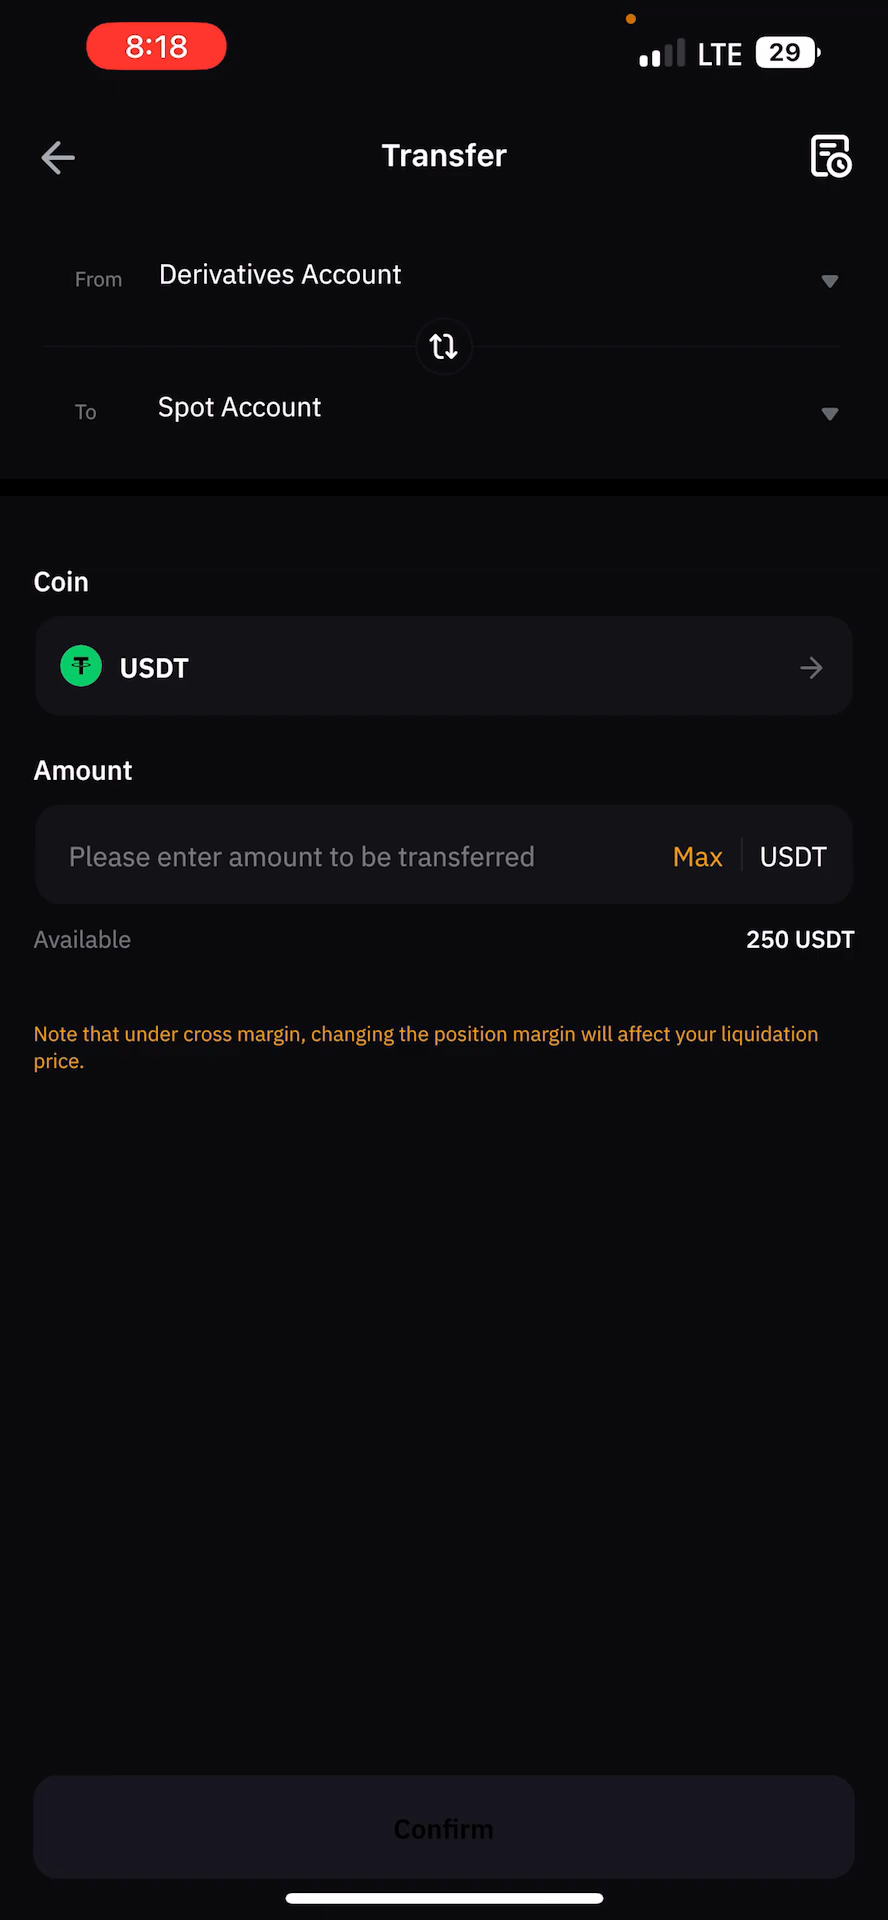 8:18
LTE 29
Transfer
From Derivatives Account
To Spot Account
Coin
USDT
Amount
Please enter amount to be transferred Max USDT
Available 250 USDT
Note that under cross margin, changing the position margin will affect your liquidation
price.
Confirm